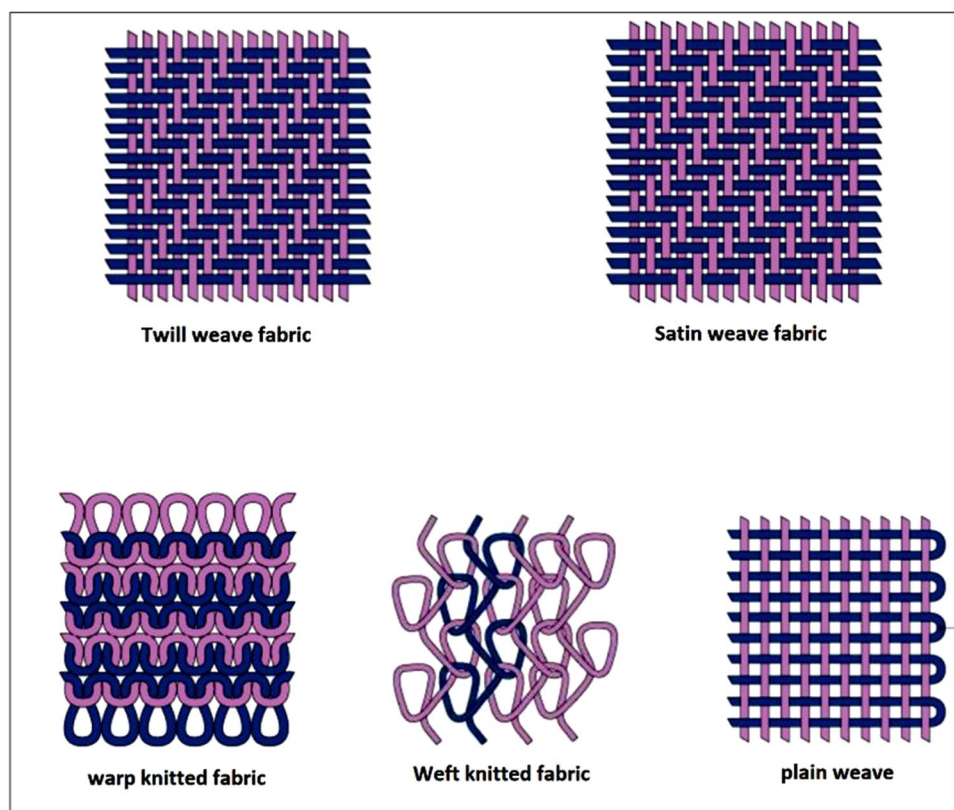 Twill weave fabric
Satin weave fabric
warp knitted fabric
Weft knitted fabric
plain weave